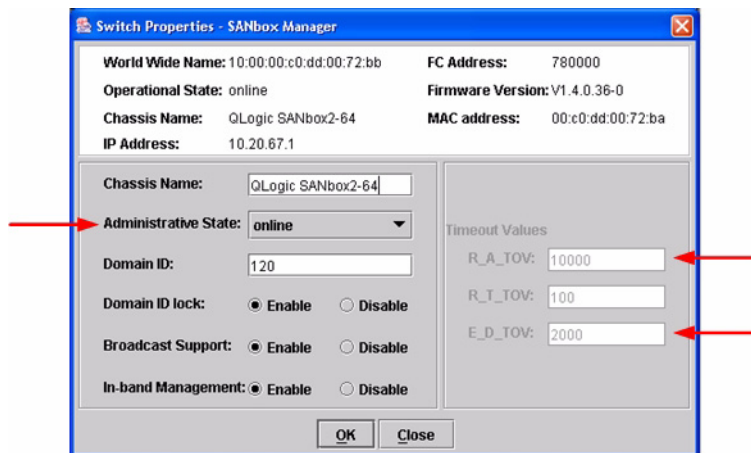 Switch Properties - SANbox Manager
World Wide Name: 10:00:00:c0:dd:00:72:bb
FC Address: 780000
Operational State: online
Firmware Version: V1.4.0.36-0
Chassis Name: QLogic SANbox2-64
MAC address: 00:c0:dd:00:72:ba
IP Address: 10.20.67.1
Chassis Name: QLogic SANbox2-64
Administrative State: online
Domain ID: 120
Domain ID lock: Enable Disable
Broadcast Support: Enable Disable
In-band Management: Enable Disable
Timeout Values
R_A_TOV: 10000
R_T_TOV: 100
E_D_TOV: 2000
OK Close